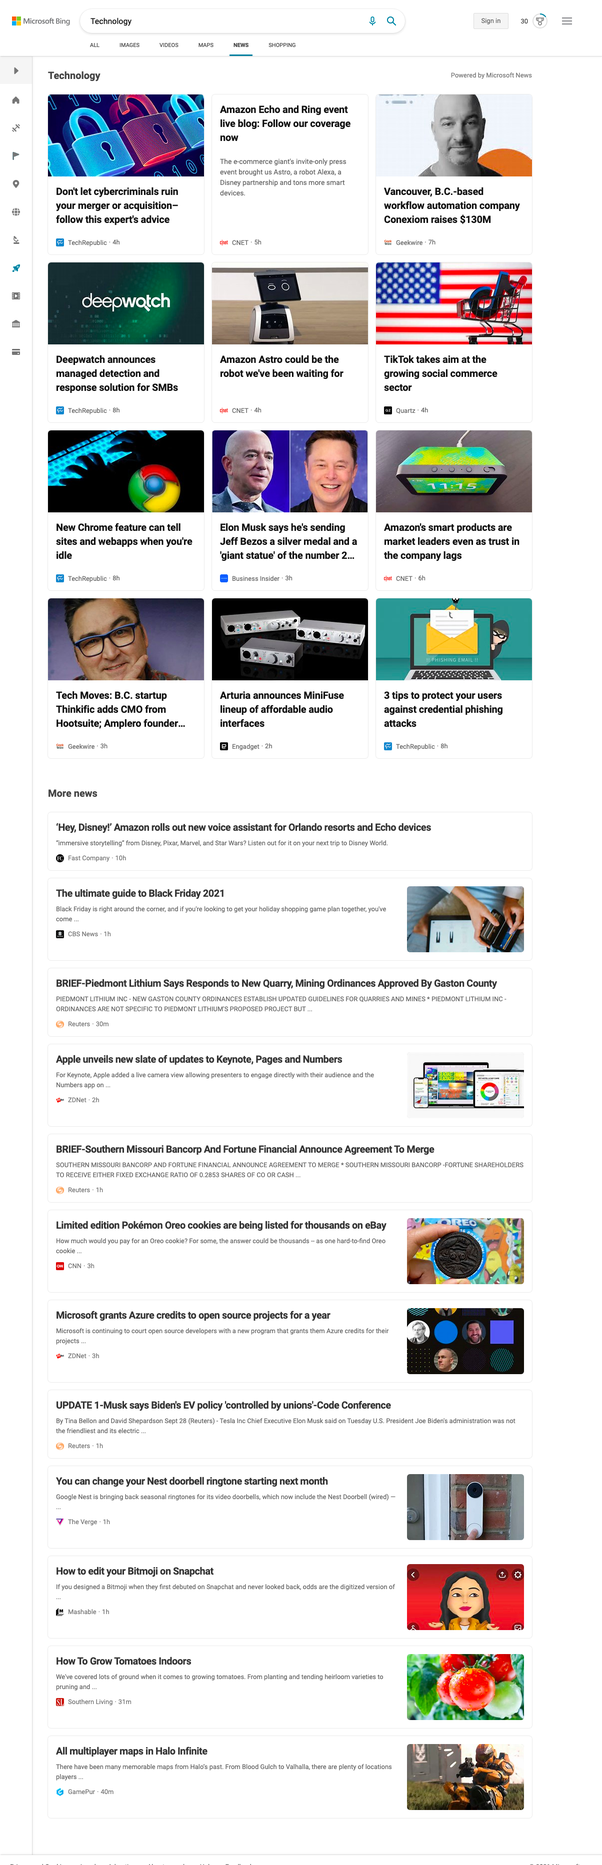 Microsoft Bing
Technology
Sign in
30
ALL
IMAGES
VIDEOS
MAPS
NEWS
SHOPPING
Technology
Powered by Microsoft News
Don't let cybercriminals ruin
your merger or acquisition–
follow this expert's advice
TechRepublic · 4h
Amazon Echo and Ring event
live blog: Follow our coverage
now
The e-commerce giant's invite-only press
event brought us Astro, a robot Alexa, a
Disney partnership and tons more smart
devices.
CNET · 5h
Vancouver, B.C.-based
workflow automation company
Conexiom raises $130M
Geekwire · 7h
deepwatch
Deepwatch announces
managed detection and
response solution for SMBs
TechRepublic · 8h
Amazon Astro could be the
robot we've been waiting for
CNET · 4h
TikTok takes aim at the
growing social commerce
sector
Quartz · 4h
New Chrome feature can tell
sites and webapps when you're
idle
TechRepublic · 8h
Elon Musk says he's sending
Jeff Bezos a silver medal and a
'giant statue' of the number 2...
Business Insider · 3h
11:15
Amazon's smart products are
market leaders even as trust in
the company lags
CNET · 6h
Tech Moves: B.C. startup
Thinkific adds CMO from
Hootsuite; Amplero founder...
Geekwire · 3h
Arturia announces MiniFuse
lineup of affordable audio
interfaces
Engadget · 2h
PHISHING EMAIL !!
3 tips to protect your users
against credential phishing
attacks
TechRepublic · 8h
More news
'Hey, Disney!' Amazon rolls out new voice assistant for Orlando resorts and Echo devices
"Immersive storytelling" from Disney, Pixar, Marvel, and Star Wars? Listen out for it on your next trip to Disney World.
Fast Company · 10h
The ultimate guide to Black Friday 2021
Black Friday is right around the corner, and if you're looking to get your holiday shopping game plan together, you've
come ...
CBS News · 1h
BRIEF-Piedmont Lithium Says Responds to New Quarry, Mining Ordinances Approved By Gaston County
PIEDMONT LITHIUM INC - NEW GASTON COUNTY ORDINANCES ESTABLISH UPDATED GUIDELINES FOR QUARRIES AND MINES * PIEDMONT LITHIUM INC -
ORDINANCES ARE NOT SPECIFIC TO PIEDMONT LITHIUM'S PROPOSED PROJECT BUT ...
Reuters · 30m
Apple unveils new slate of updates to Keynote, Pages and Numbers
For Keynote, Apple added a live camera view allowing presenters to engage directly with their audience and the
Numbers app on ...
ZDNet · 2h
BRIEF-Southern Missouri Bancorp And Fortune Financial Announce Agreement To Merge
SOUTHERN MISSOURI BANCORP AND FORTUNE FINANCIAL ANNOUNCE AGREEMENT TO MERGE * SOUTHERN MISSOURI BANCORP -FORTUNE SHAREHOLDERS
TO RECEIVE EITHER FIXED EXCHANGE RATIO OF 0.2853 SHARES OF CO OR CASH ...
Reuters · 1h
Limited edition Pokémon Oreo cookies are being listed for thousands on eBay
How much would you pay for an Oreo cookie? For some, the answer could be thousands – as one hard-to-find Oreo
cookie ...
CNN · 3h
OREO
Microsoft grants Azure credits to open source projects for a year
Microsoft is continuing to court open source developers with a new program that grants them Azure credits for their
projects ...
ZDNet · 3h
UPDATE 1-Musk says Biden's EV policy 'controlled by unions'-Code Conference
By Tina Bellon and David Shepardson Sept 28 (Reuters) - Tesla Inc Chief Executive Elon Musk said on Tuesday U.S. President Joe Biden's administration was not
the friendliest and its electric ...
Reuters · 1h
You can change your Nest doorbell ringtone starting next month
Google Nest is bringing back seasonal ringtones for its video doorbells, which now include the Nest Doorbell (wired) —
...
The Verge · 1h
How to edit your Bitmoji on Snapchat
If you designed a Bitmoji when they first debuted on Snapchat and never looked back, odds are the digitized version of
...
Mashable · 1h
How To Grow Tomatoes Indoors
We've covered lots of ground when it comes to growing tomatoes. From planting and tending heirloom varieties to
pruning and ...
Southern Living · 31m
All multiplayer maps in Halo Infinite
There have been many memorable maps from Halo's past. From Blood Gulch to Valhalla, there are plenty of locations
players ...
GamePur · 40m